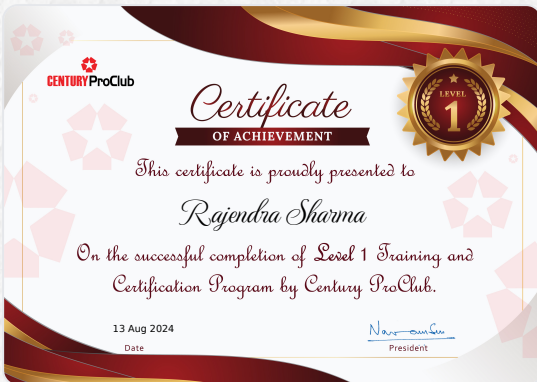 CENTURY ProClub
LEVEL
1
Certificate
OF ACHIEVEMENT
This certificate is proudly presented to
Rajendra Sharma
On the successful completion of Level 1 Training and
Certification Program by Century ProClub.
13 Aug 2024
Date
President